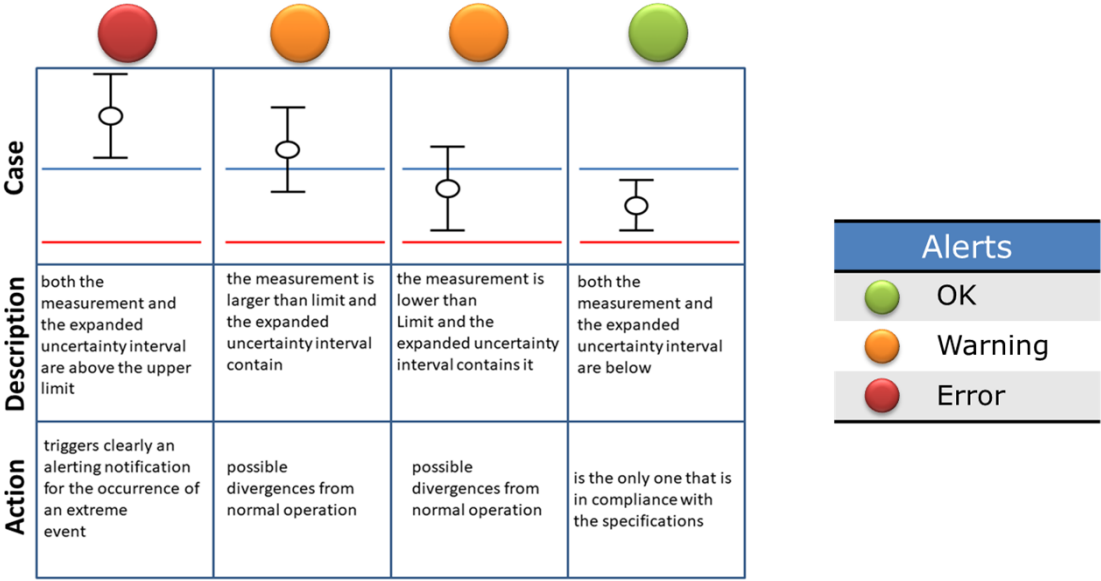 Case
Description
both the
measurement and
the expanded
uncertainty interval
are above the upper
limit
the measurement is
larger than limit and
the expanded
uncertainty interval
contain
the measurement is
lower than
Limit and the
expanded uncertainty
interval contains it
both the
measurement and
the expanded
uncertainty interval
are below
Action
triggers clearly an
alerting notification
for the occurrence of
an extreme
event
possible
divergences from
normal operation
possible
divergences from
normal operation
is the only one that is
in compliance with
the specifications
Alerts
OK
Warning
Error